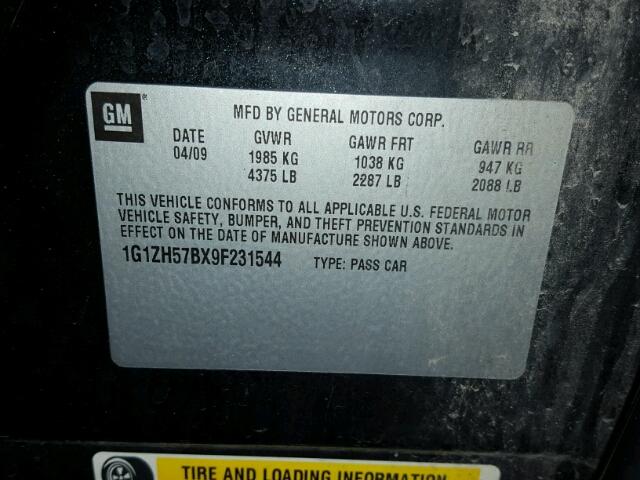 GM
MFD BY GENERAL MOTORS CORP.
DATE GVWR GAWR FRT GAWR RR
04/09 1985 KG 1038 KG 947 KG
4375 LB 2287 LB 2088 LB
THIS VEHICLE CONFORMS TO ALL APPLICABLE U.S. FEDERAL MOTOR
VEHICLE SAFETY, BUMPER, AND THEFT PREVENTION STANDARDS IN
EFFECT ON THE DATE OF MANUFACTURE SHOWN ABOVE.
1G1ZH57BX9F231544 TYPE: PASS CAR
TIRE AND LOADING INFORMATION